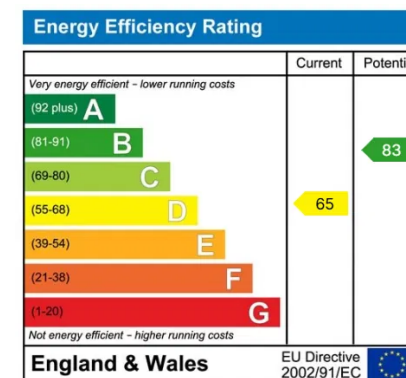 Energy Efficiency Rating
Current
Very energy efficient – lower running costs
(92 plus) A
(81-91) B
83
(69-80) C
(55-68) D
65
(39-54) E
(21-38) F
(1-20) G
Not energy efficient – higher running costs
England & Wales
EU Directive
2002/91/EC